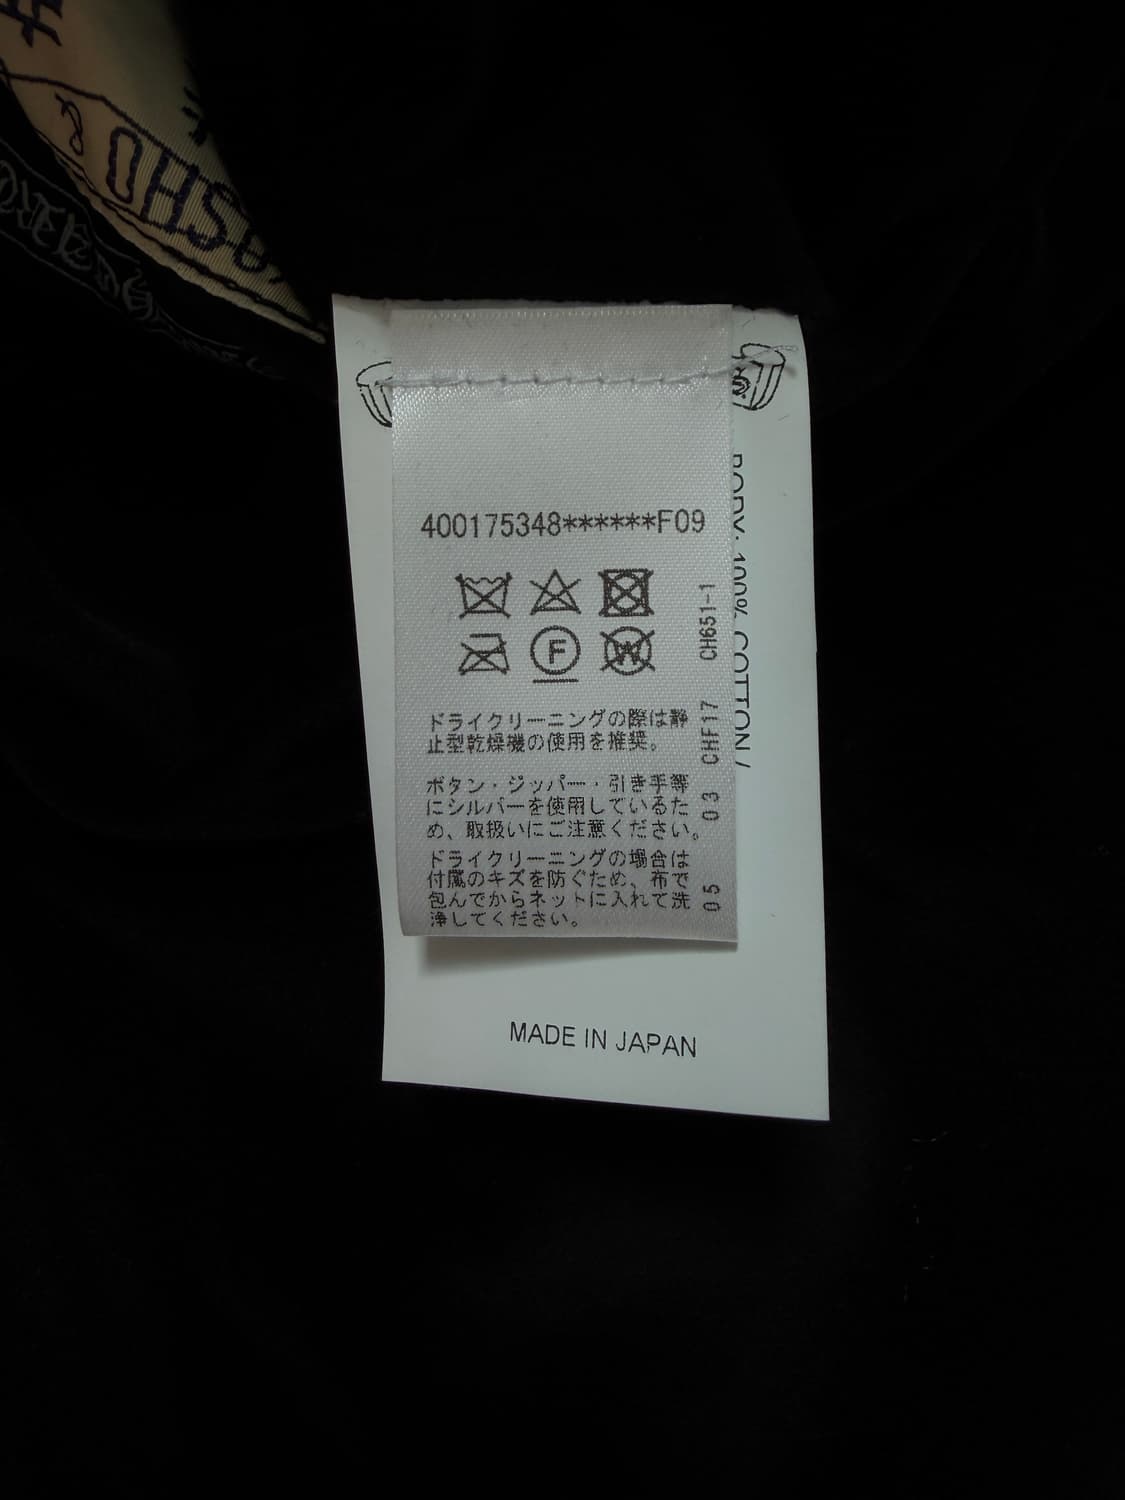 400175348******F09
ドライクリーニングの際は静
止型乾燥機の使用を推奨。
ボタン・ジッパー・引き手等
にシルバーを使用しているた
め、取扱いにご注意ください。
ドライクリーニングの場合は
付属のキズを防ぐため、布で
包んでからネットに入れて洗
浄してください。
05 03 CHF17 CH651-1
BODY: 100% COTTON /
MADE IN JAPAN
F
W